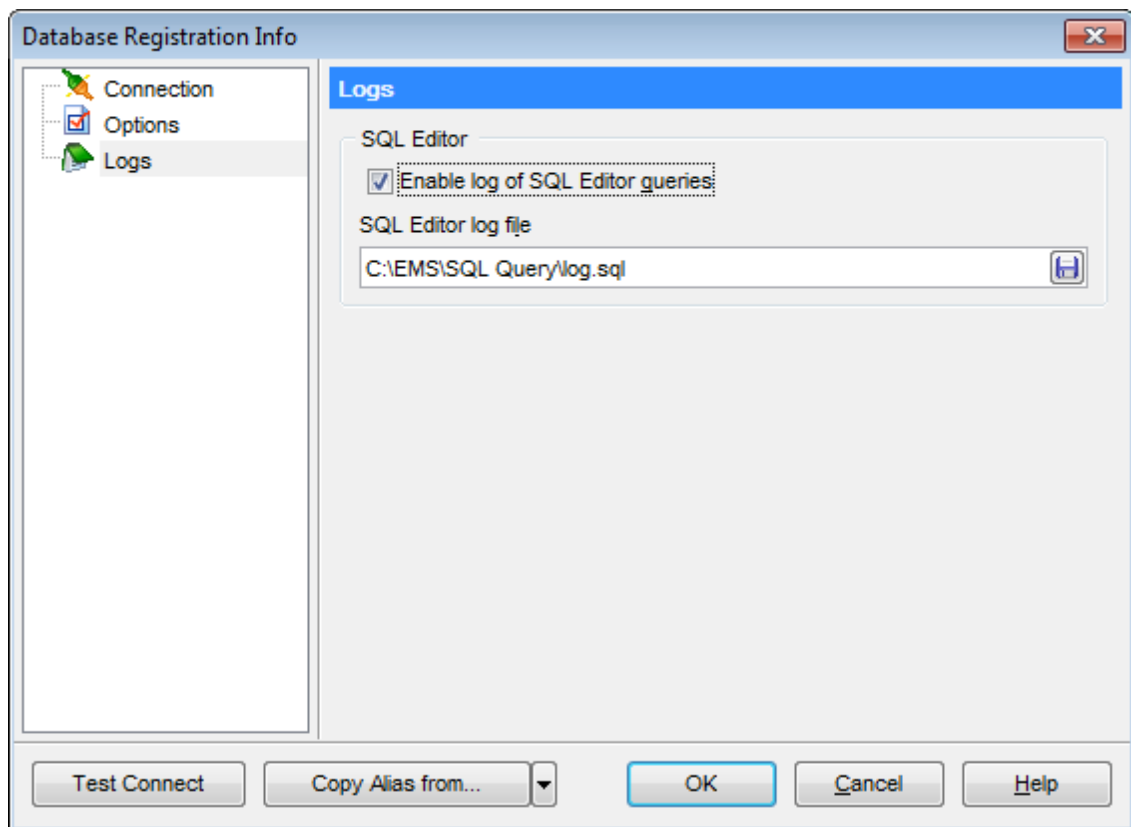 Database Registration Info
Connection
Options
Logs
Logs
SQL Editor
Enable log of SQL Editor queries
SQL Editor log file
C:\EMS\SQL Query\log.sql
Test Connect
Copy Alias from...
OK
Cancel
Help